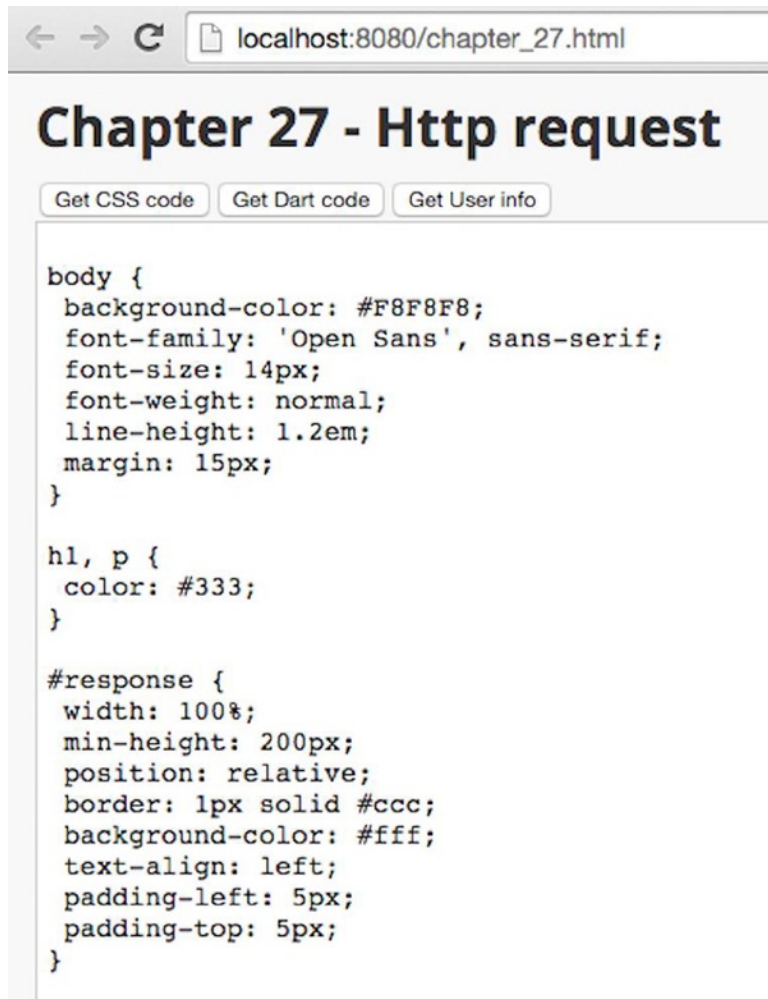 localhost:8080/chapter_27.html
Chapter 27 - Http request
Get CSS code Get Dart code Get User info
body {
background-color: #F8F8F8;
font-family: 'Open Sans', sans-serif;
font-size: 14px;
font-weight: normal;
line-height: 1.2em;
margin: 15px;
}
h1, p {
color: #333;
}
#response {
width: 100%;
min-height: 200px;
position: relative;
border: 1px solid #ccc;
background-color: #fff;
text-align: left;
padding-left: 5px;
padding-top: 5px;
}